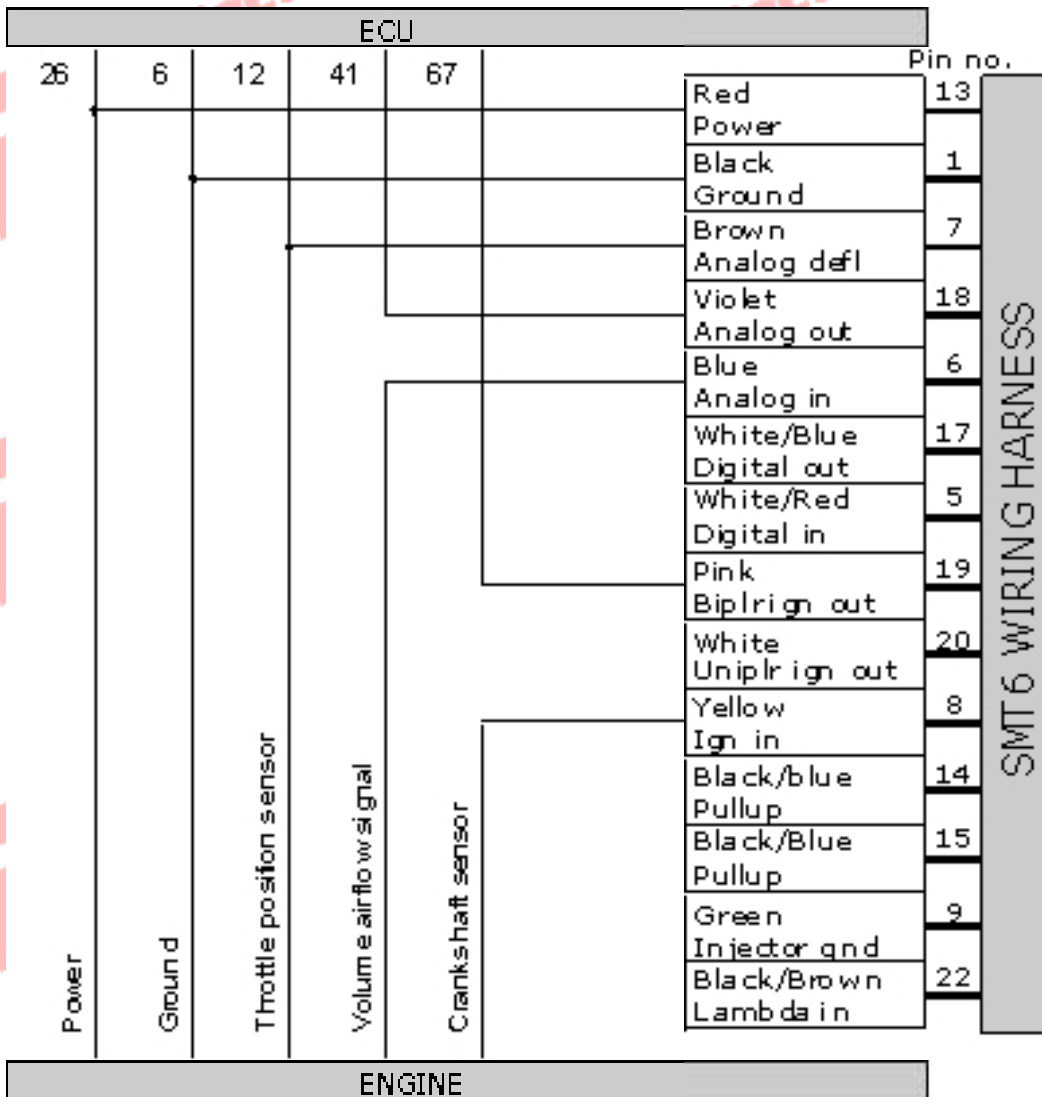 ECU
Pin no.
26 6 12 41 67
Red 13
Power
Black 1
Ground
Brown 7
Analog defl
Violet 18
Analog out
Blue 6
Analog in
White/Blue 17
Digital out
White/Red 5
Digital in
Pink 19
Biplrign out
White 20
Uniplrign out
Yellow 8
Ign in
Black/blue 14
Pullup
Black/Blue 15
Pullup
Green 9
Injector gnd
Black/Brown 22
Lambda in
SMT6 WIRING HARNESS
Power
Ground
Throttle position sensor
Volume airflow signal
Crankshaft sensor
ENGINE